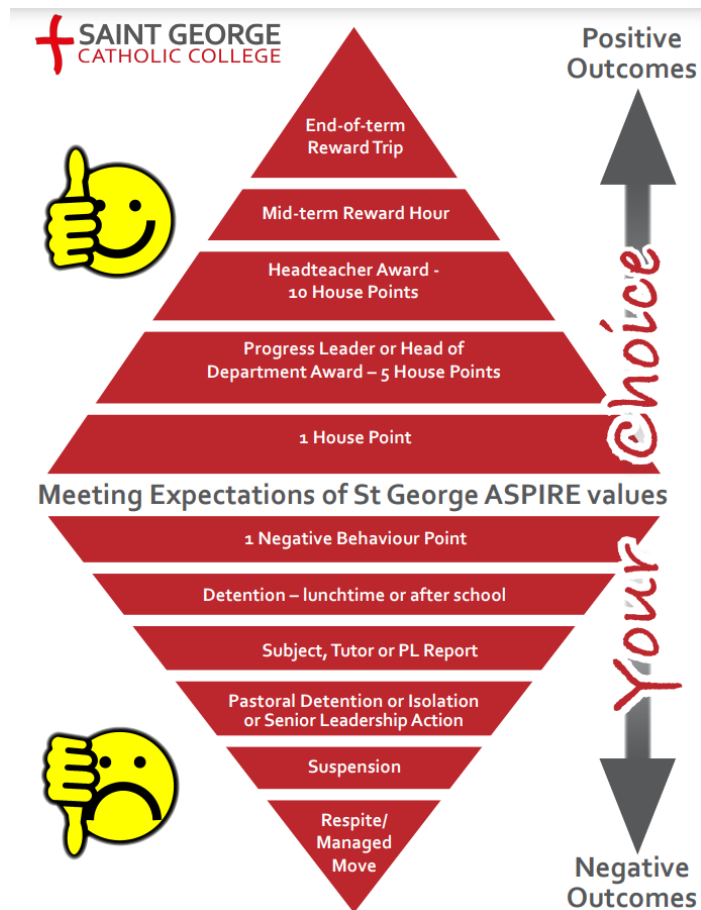 SAINT GEORGE
CATHOLIC COLLEGE
Positive
Outcomes
End-of-term
Reward Trip
Mid-term Reward Hour
Headteacher Award -
10 House Points
Progress Leader or Head of
Department Award – 5 House Points
1 House Point
Meeting Expectations of St George ASPIRE values
1 Negative Behaviour Point
Detention – lunchtime or after school
Subject, Tutor or PL Report
Pastoral Detention or Isolation
or Senior Leadership Action
Suspension
Respite/
Managed
Move
Your Choice
Negative
Outcomes